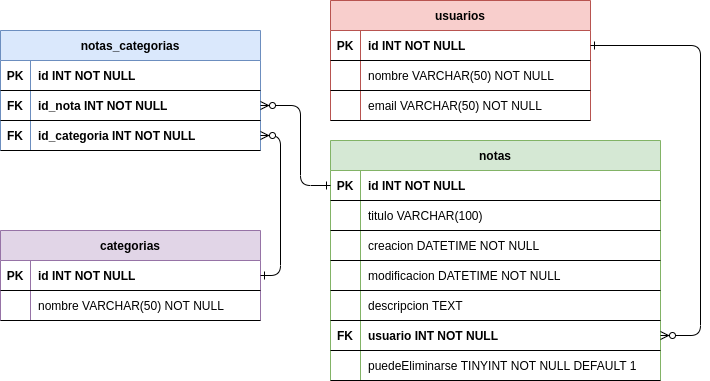 notas_categorias
PK id INT NOT NULL
FK id_nota INT NOT NULL
FK id_categoria INT NOT NULL
categorias
PK id INT NOT NULL
nombre VARCHAR(50) NOT NULL
usuarios
PK id INT NOT NULL
nombre VARCHAR(50) NOT NULL
email VARCHAR(50) NOT NULL
notas
PK id INT NOT NULL
titulo VARCHAR(100)
creacion DATETIME NOT NULL
modificacion DATETIME NOT NULL
descripcion TEXT
FK usuario INT NOT NULL
puedeEliminarse TINYINT NOT NULL DEFAULT 1